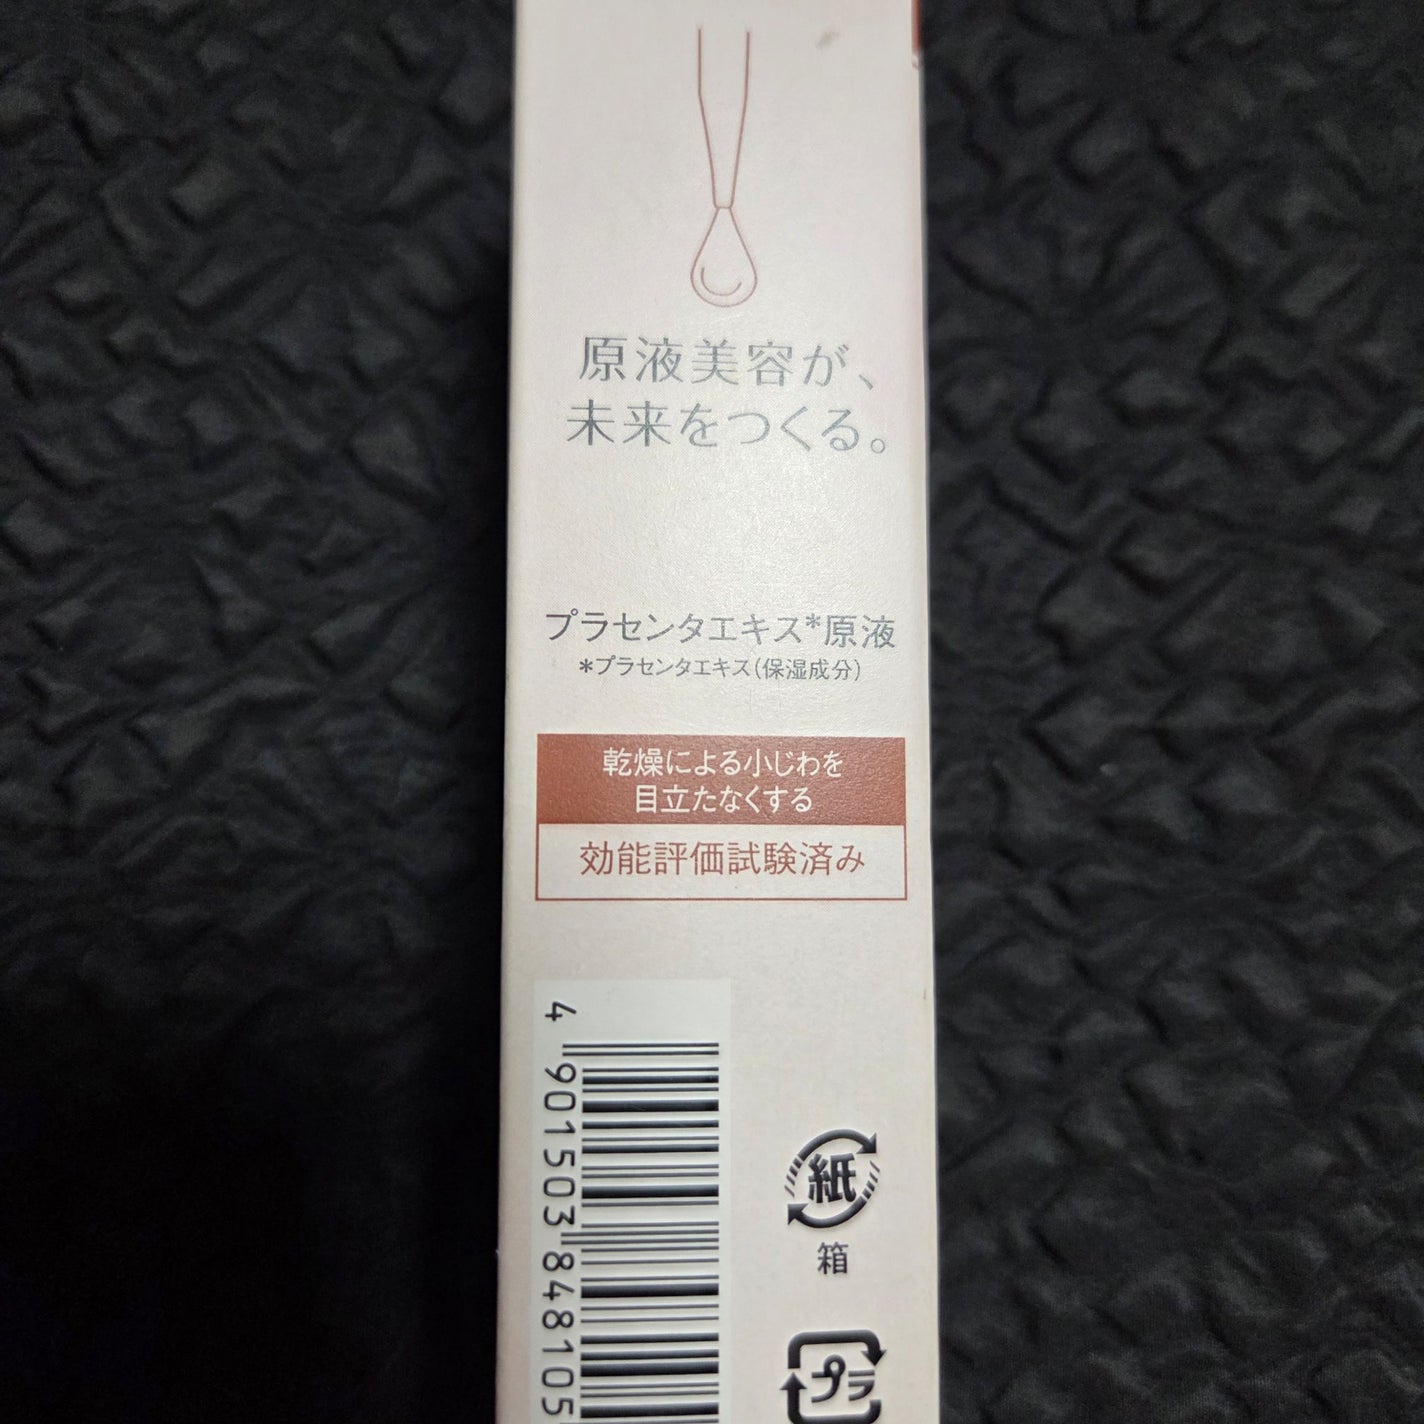 原液美容が、
未来をつくる。
プラセンタエキス*原液
*プラセンタエキス(保湿成分)
乾燥による小じわを
目立たなくする
効能評価試験済み
4 901503 848105
紙
箱
プラ